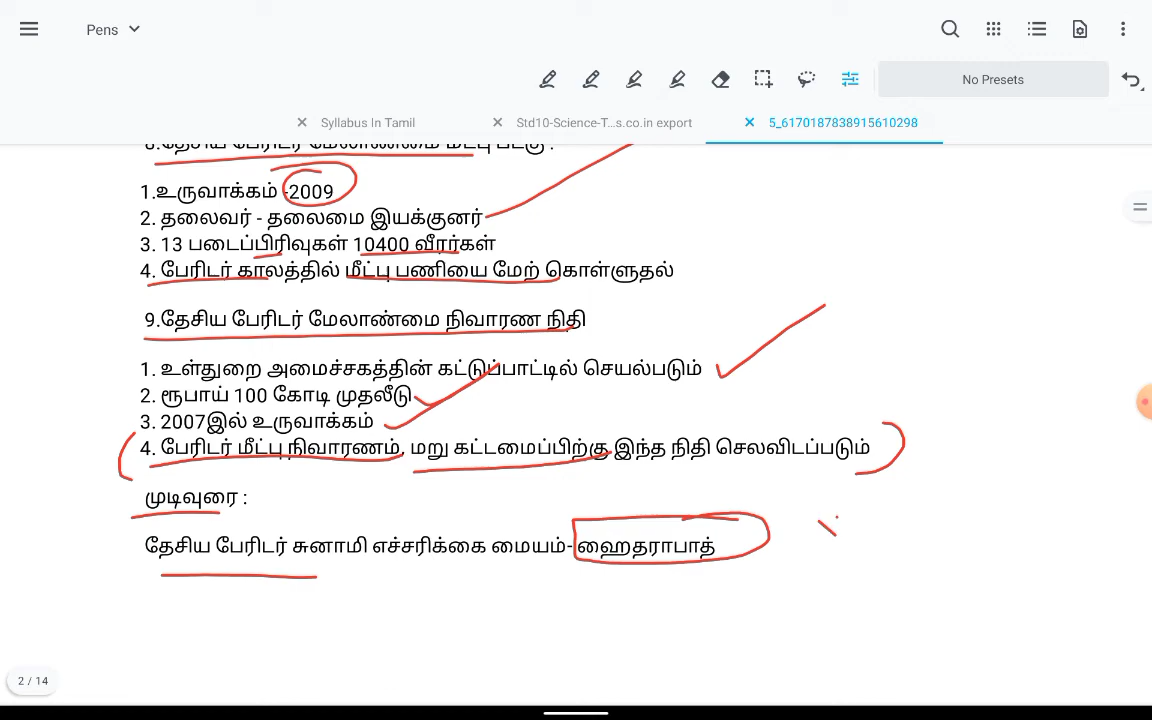 Pens
No Presets
Syllabus In Tamil
Std10-Science-T...s.co.in export
5_6170187838915610298
8.தேசிய பேரிடர் மேலாண்மை மீட்பு படகு :
1.உருவாக்கம் -2009
2. தலைவர் - தலைமை இயக்குனர்
3. 13 படைப்பிரிவுகள் 10400 வீரர்கள்
4. பேரிடர் காலத்தில் மீட்பு பணியை மேற் கொள்ளுதல்
9.தேசிய பேரிடர் மேலாண்மை நிவாரண நிதி
1. உள்துறை அமைச்சகத்தின் கட்டுப்பாட்டில் செயல்படும்
2. ரூபாய் 100 கோடி முதலீடு
3. 2007இல் உருவாக்கம்
4. பேரிடர் மீட்பு நிவாரணம், மறு கட்டமைப்பிற்கு இந்த நிதி செலவிடப்படும்
முடிவுரை :
தேசிய பேரிடர் சுனாமி எச்சரிக்கை மையம்- ஹைதராபாத்
2 / 14